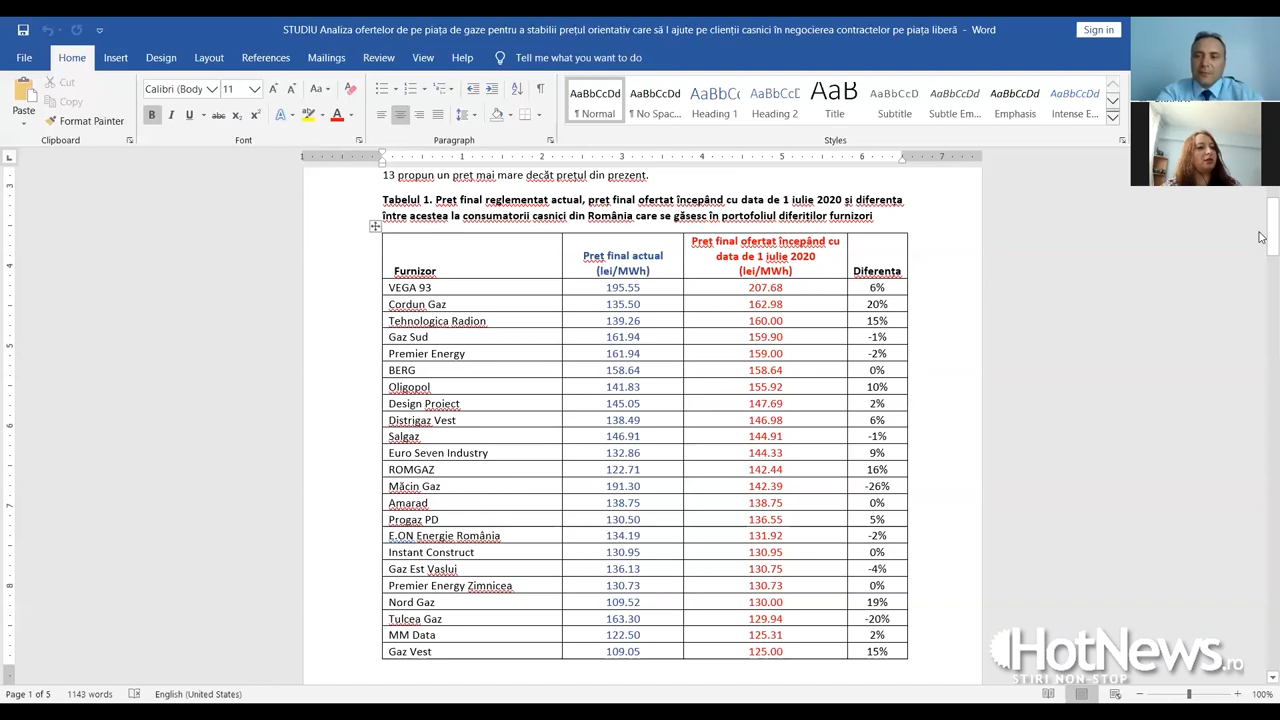 STUDIU Analiza ofertelor de pe piața de gaze pentru a stabilii prețul orientativ care să l ajute pe clienții casnici în negocierea contractelor pe piața liberă - Word
Sign in
File Home Insert Design Layout References Mailings Review View Help Tell me what you want to do
Paste
Cut
Copy
Format Painter
Clipboard
Calibri (Body 11
Font
Paragraph
AaBbCcDd AaBbCcDd AaBbCc AaBbCcD AaB AaBbCcD AaBbCcDd AaBbCcDd AaBbCcDd
¶ Normal ¶ No Spac... Heading 1 Heading 2 Title Subtitle Subtle Em... Emphasis Intense E...
Styles
1 1 2 3 4 5 6 7
13 propun un preț mai mare decăt prețul din prezent.
Tabelul 1. Preț final reglementat actual, preț final ofertat începând cu data de 1 iulie 2020 și diferența
între acestea la consumatorii casnici din România care se găsesc în portofoliul diferiților furnizori
Furnizor Preț final actual (lei/MWh) Preț final ofertat începând cu data de 1 iulie 2020 (lei/MWh) Diferența
VEGA 93 195.55 207.68 6%
Cordun Gaz 135.50 162.98 20%
Tehnologica Radion 139.26 160.00 15%
Gaz Sud 161.94 159.90 -1%
Premier Energy 161.94 159.00 -2%
BERG 158.64 158.64 0%
Oligopol 141.83 155.92 10%
Design Proiect 145.05 147.69 2%
Distrigaz Vest 138.49 146.98 6%
Salgaz 146.91 144.91 -1%
Euro Seven Industry 132.86 144.33 9%
ROMGAZ 122.71 142.44 16%
Măcin Gaz 191.30 142.39 -26%
Amarad 138.75 138.75 0%
Progaz PD 130.50 136.55 5%
E.ON Energie România 134.19 131.92 -2%
Instant Construct 130.95 130.95 0%
Gaz Est Vaslui 136.13 130.75 -4%
Premier Energy Zimnicea 130.73 130.73 0%
Nord Gaz 109.52 130.00 19%
Tulcea Gaz 163.30 129.94 -20%
MM Data 122.50 125.31 2%
Gaz Vest 109.05 125.00 15%
HotNews.ro
STIRI NON-STOP
Page 1 of 5 1143 words English (United States) 100%